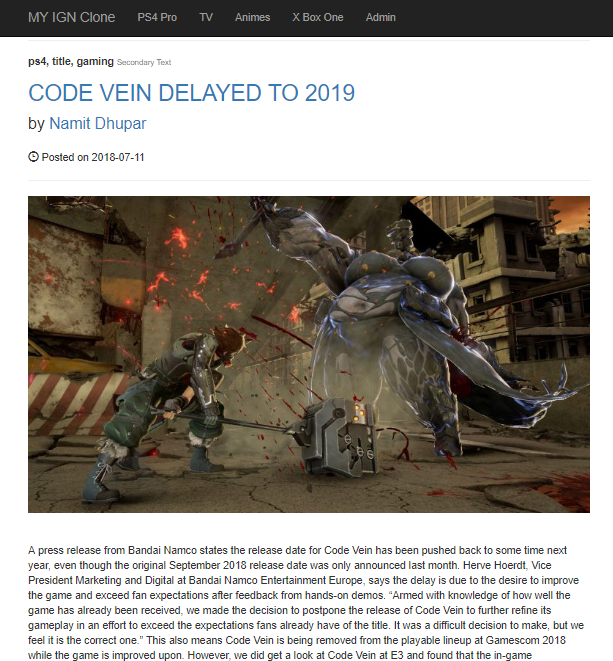 MY IGN Clone PS4 Pro TV Animes X Box One Admin
ps4, title, gaming Secondary Text
CODE VEIN DELAYED TO 2019
by Namit Dhupar
Posted on 2018-07-11
A press release from Bandai Namco states the release date for Code Vein has been pushed back to some time next
year, even though the original September 2018 release date was only announced last month. Herve Hoerdt, Vice
President Marketing and Digital at Bandai Namco Entertainment Europe, says the delay is due to the desire to improve
the game and exceed fan expectations after feedback from hands-on demos. “Armed with knowledge of how well the
game has already been received, we made the decision to postpone the release of Code Vein to further refine its
gameplay in an effort to exceed the expectations fans already have of the title. It was a difficult decision to make, but we
feel it is the correct one.” This also means Code Vein is being removed from the playable lineup at Gamescom 2018
while the game is improved upon. However, we did get a look at Code Vein at E3 and found that the in-game